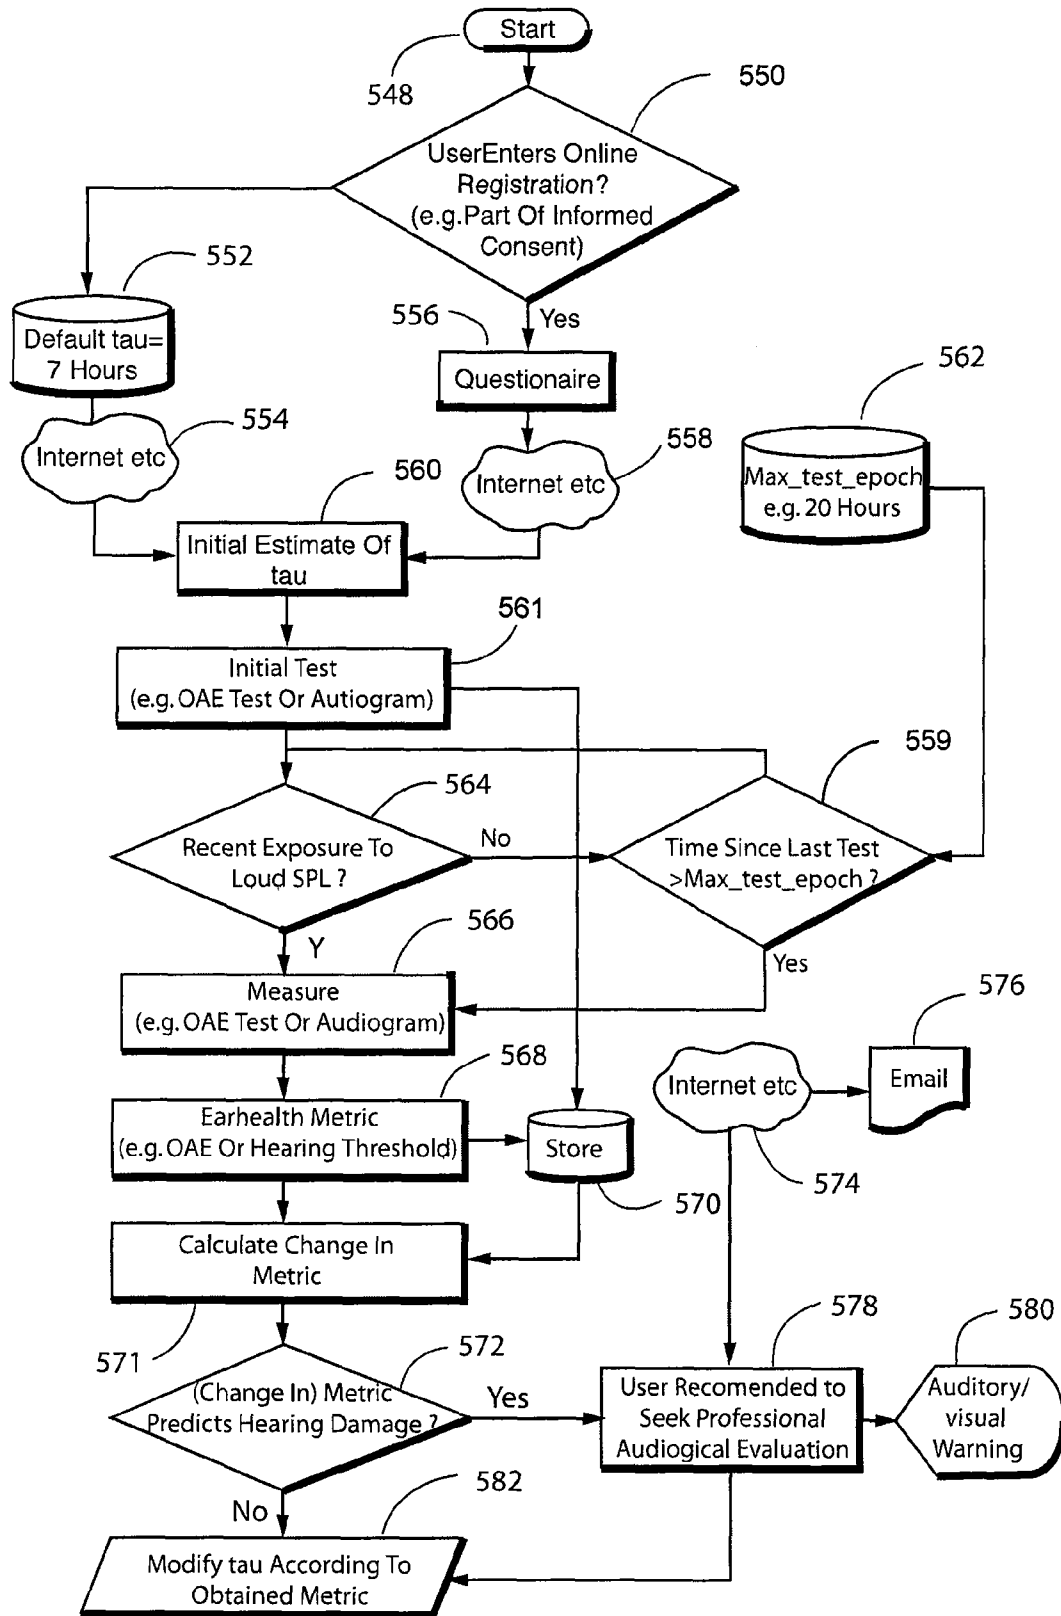 Start
548
550
UserEnters Online
Registration?
(e.g.Part Of Informed
Consent)
552
Default tau=
7 Hours
Yes
556
Questionaire
562
Max_test_epoch
e.g. 20 Hours
554
Internet etc
558
Internet etc
560
Initial Estimate Of
tau
561
Initial Test
(e.g. OAE Test Or Autiogram)
559
564
Recent Exposure To
Loud SPL ?
No
Time Since Last Test
>Max_test_epoch ?
Y
Yes
566
Measure
(e.g. OAE Test Or Audiogram)
576
Email
568
Earhealth Metric
(e.g. OAE Or Hearing Threshold)
Store
570
Internet etc
574
Calculate Change In
Metric
571
572
(Change In) Metric
Predicts Hearing Damage ?
Yes
578
User Recomended to
Seek Professional
Audiogical Evaluation
580
Auditory/
visual
Warning
No
582
Modify tau According To
Obtained Metric